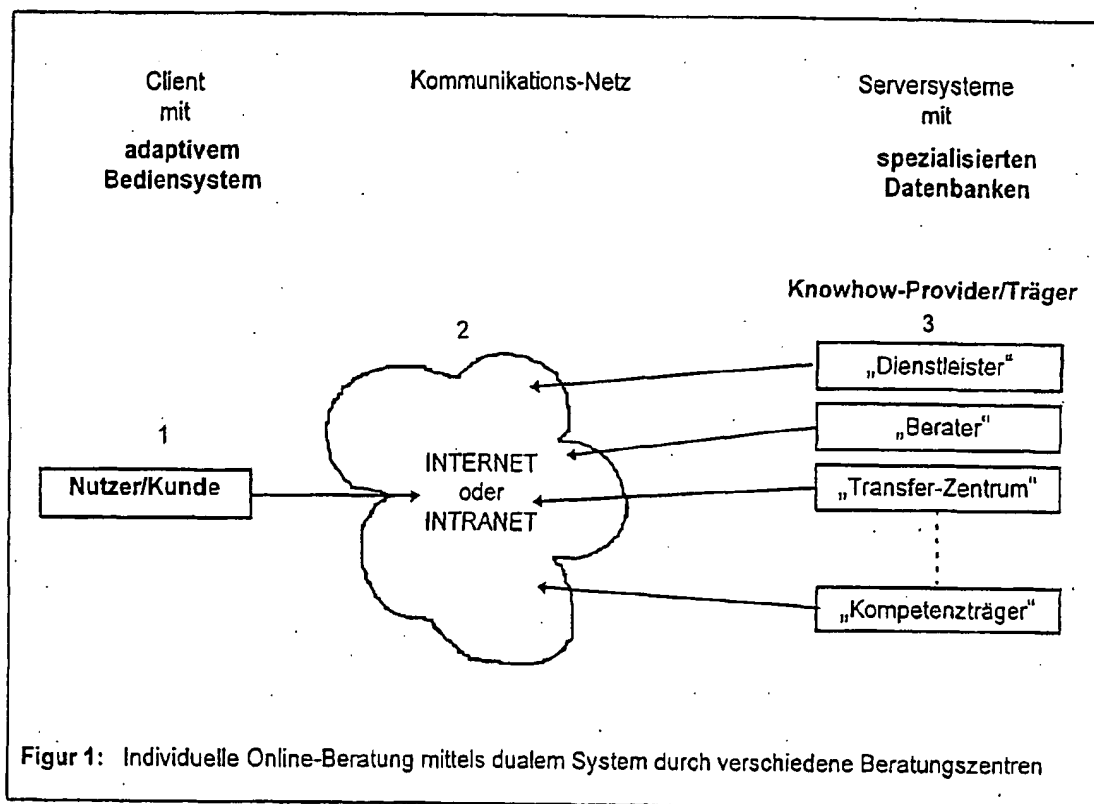 Client
mit
adaptivem
Bediensystem
Kommunikations-Netz
Serversysteme
mit
spezialisierten
Datenbanken
Knowhow-Provider/Träger
3
„Dienstleister“
„Berater“
„Transfer-Zentrum“
„Kompetenzträger“
2
INTERNET
oder
INTRANET
1
Nutzer/Kunde
Figur 1: Individuelle Online-Beratung mittels dualem System durch verschiedene Beratungszentren